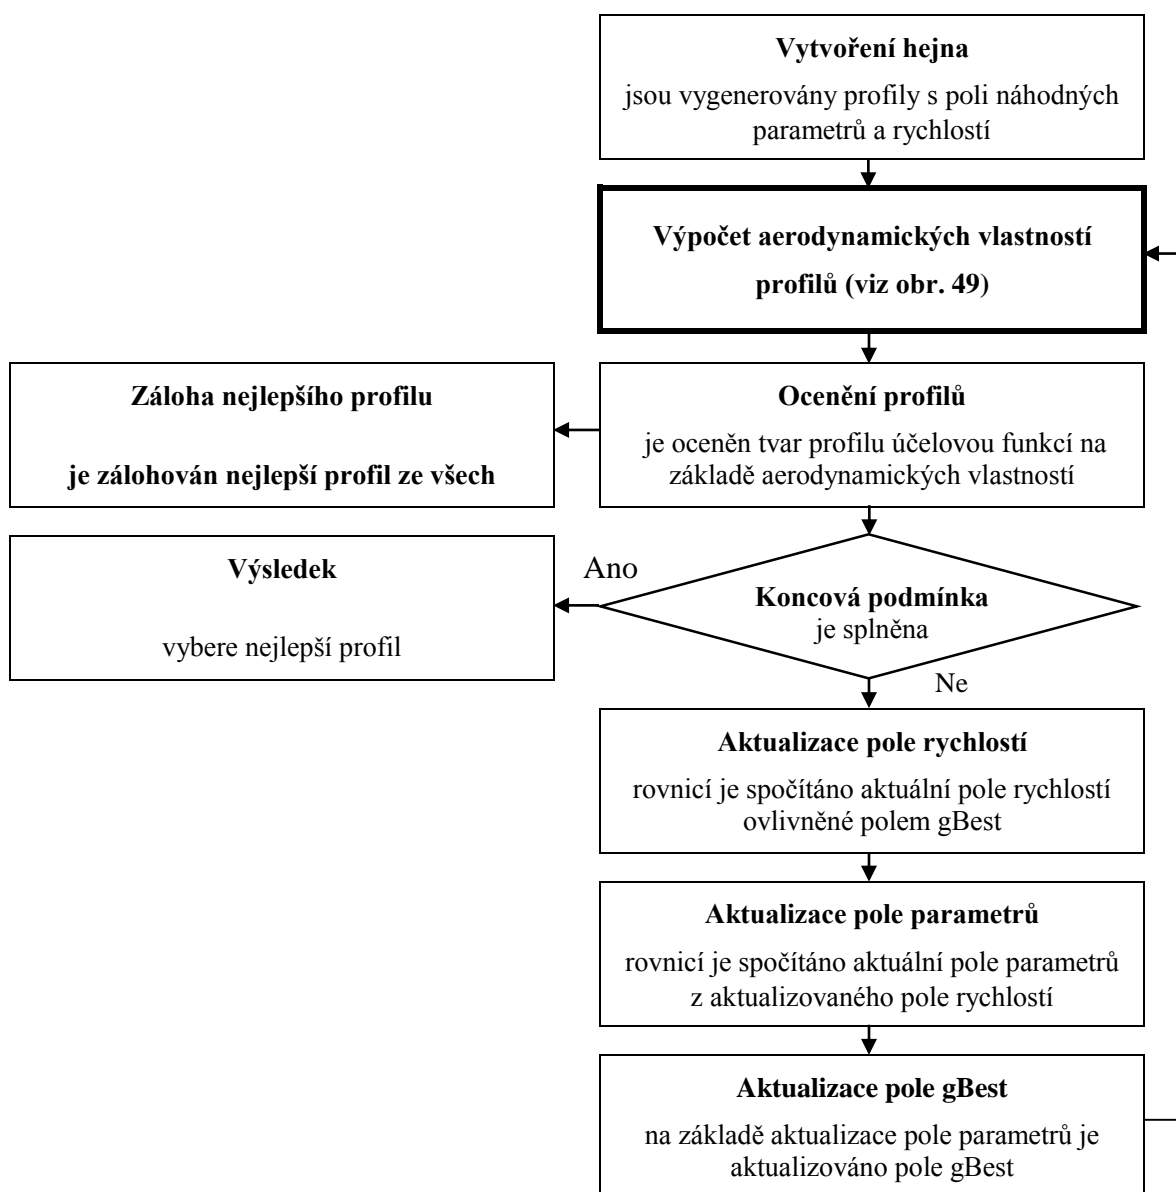 Vytvoření hejna
jsou vygenerovány profily s poli náhodných
parametrů a rychlostí
Výpočet aerodynamických vlastností
profilů (viz obr. 49)
Záloha nejlepšího profilu
je zálohován nejlepší profil ze všech
Ocenění profilů
je oceněn tvar profilu účelovou funkcí na
základě aerodynamických vlastností
Výsledek
vybere nejlepší profil
Ano
Koncová podmínka
je splněna
Ne
Aktualizace pole rychlostí
rovnicí je spočítáno aktuální pole rychlostí
ovlivněné polem gBest
Aktualizace pole parametrů
rovnicí je spočítáno aktuální pole parametrů
z aktualizovaného pole rychlostí
Aktualizace pole gBest
na základě aktualizace pole parametrů je
aktualizováno pole gBest